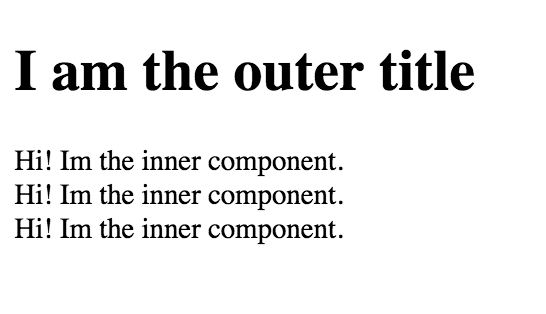 I am the outer title
Hi! Im the inner component.
Hi! Im the inner component.
Hi! Im the inner component.